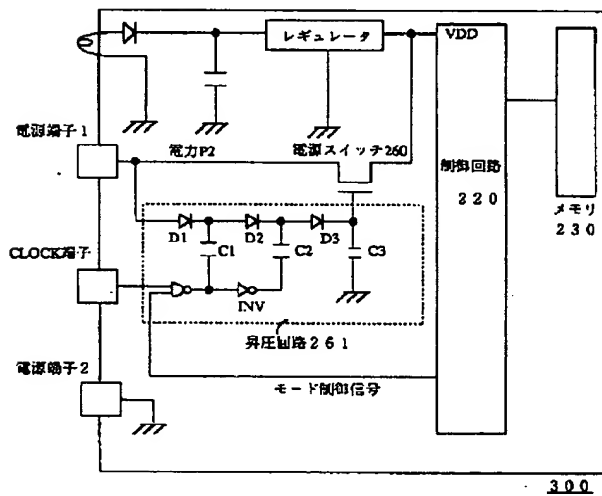 レギュレータ
VDD
電源端子1
電力P2
電源スイッチ260
制御回路
220
メモリ
230
D1
D2
D3
C1
C2
C3
CLOCK端子
INV
昇圧回路261
電源端子2
モード制御信号
300